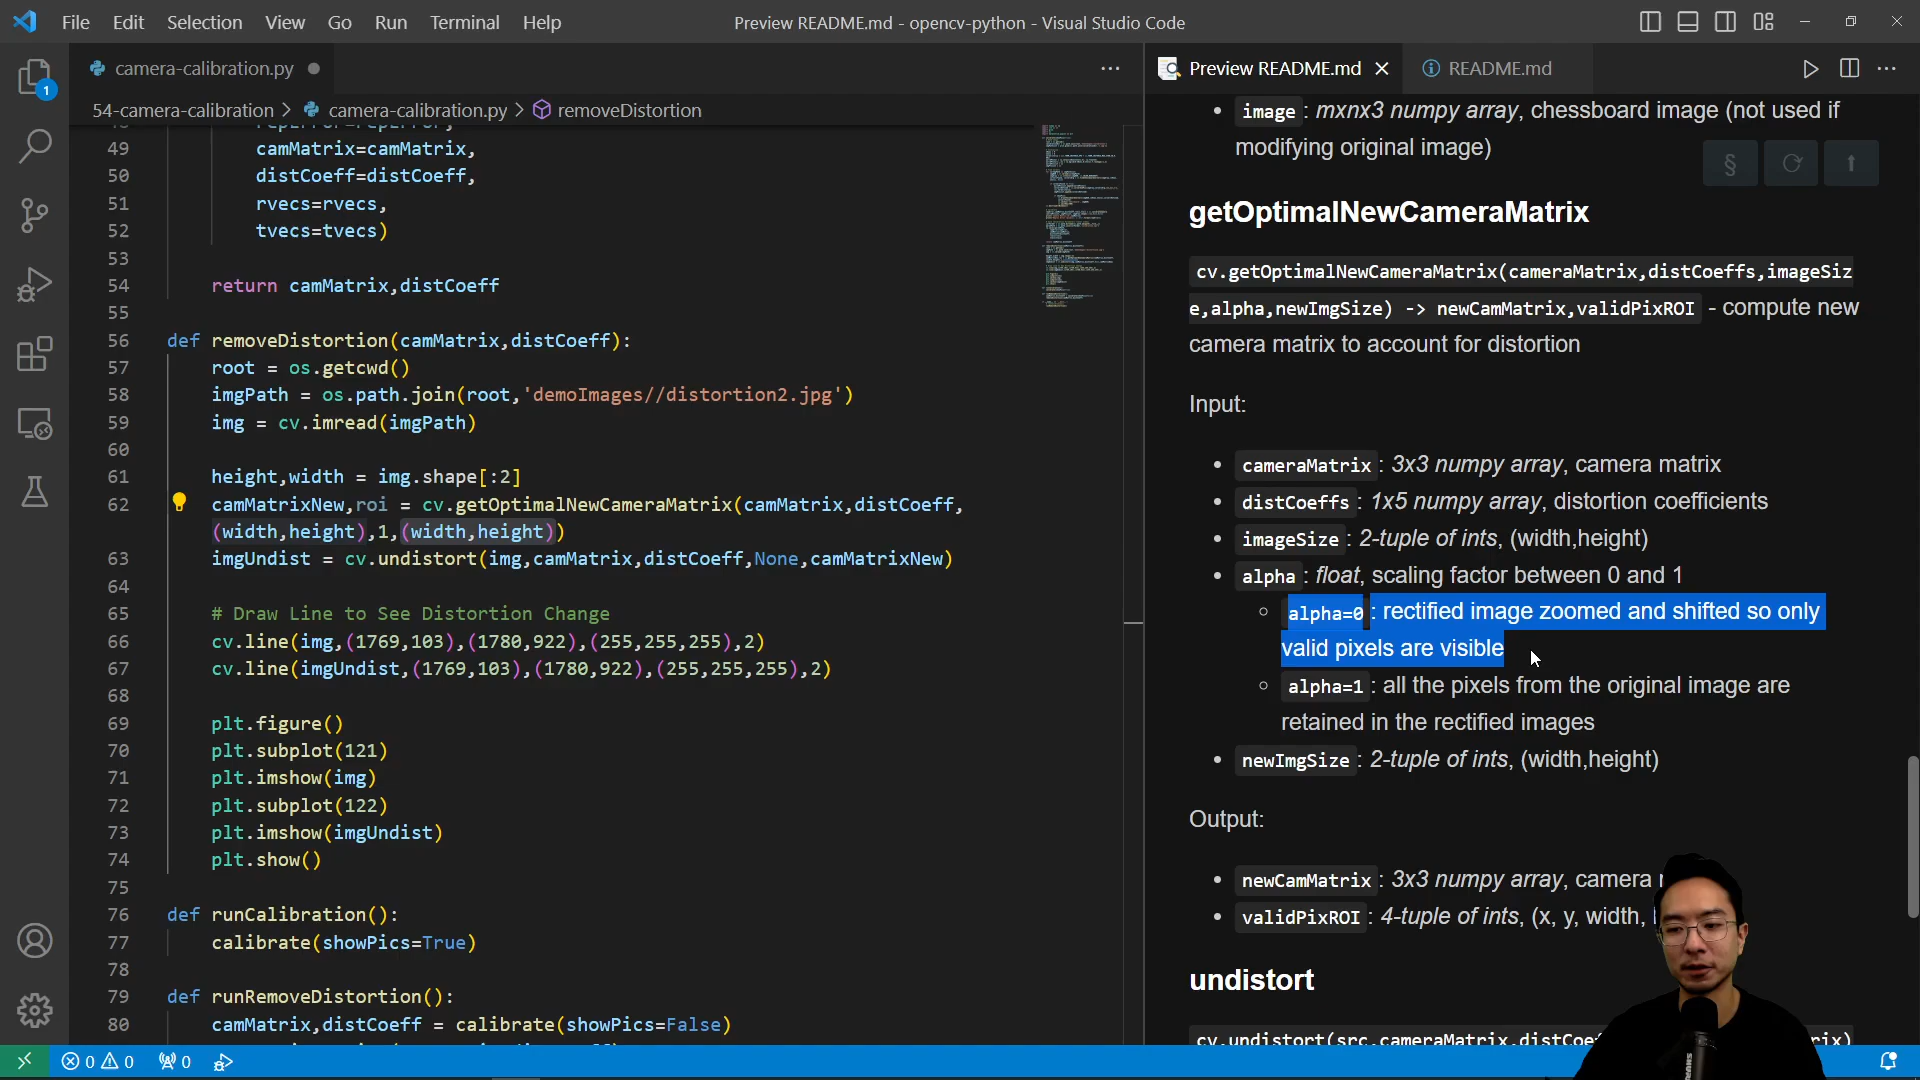 File Edit Selection View Go Run Terminal Help
Preview README.md - opencv-python - Visual Studio Code
camera-calibration.py
Preview README.md
README.md
54-camera-calibration > camera-calibration.py > removeDistortion
1
49 camMatrix=camMatrix,
50 distCoeff=distCoeff,
51 rvecs=rvecs,
52 tvecs=tvecs)
53
54 return camMatrix,distCoeff
55
56 def removeDistortion(camMatrix,distCoeff):
57 root = os.getcwd()
58 imgPath = os.path.join(root,'demoImages//distortion2.jpg')
59 img = cv.imread(imgPath)
60
61 height,width = img.shape[:2]
62 camMatrixNew,roi = cv.getOptimalNewCameraMatrix(camMatrix,distCoeff,
(width,height),1,(width,height))
63 imgUndist = cv.undistort(img,camMatrix,distCoeff,None,camMatrixNew)
64
65 # Draw Line to See Distortion Change
66 cv.line(img,(1769,103),(1780,922),(255,255,255),2)
67 cv.line(imgUndist,(1769,103),(1780,922),(255,255,255),2)
68
69 plt.figure()
70 plt.subplot(121)
71 plt.imshow(img)
72 plt.subplot(122)
73 plt.imshow(imgUndist)
74 plt.show()
75
76 def runCalibration():
77 calibrate(showPics=True)
78
79 def runRemoveDistortion():
80 camMatrix,distCoeff = calibrate(showPics=False)
• image : mxnx3 numpy array, chessboard image (not used if
modifying original image)
§
getOptimalNewCameraMatrix
cv.getOptimalNewCameraMatrix(cameraMatrix,distCoeffs,imageSiz
e,alpha,newImgSize) -> newCamMatrix,validPixROI - compute new
camera matrix to account for distortion
Input:
• cameraMatrix : 3x3 numpy array, camera matrix
• distCoeffs : 1x5 numpy array, distortion coefficients
• imageSize : 2-tuple of ints, (width,height)
• alpha : float, scaling factor between 0 and 1
○ alpha=0 : rectified image zoomed and shifted so only
valid pixels are visible
○ alpha=1 : all the pixels from the original image are
retained in the rectified images
• newImgSize : 2-tuple of ints, (width,height)
Output:
• newCamMatrix : 3x3 numpy array, camera
• validPixROI : 4-tuple of ints, (x, y, width,
undistort
cv.undistort(src,cameraMatrix,distCoe
0 0 0